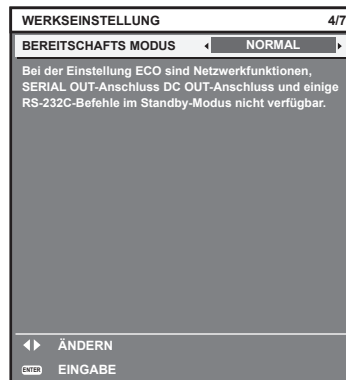 WERKSEINSTELLUNG 4/7
BEREITSCHAFTS MODUS NORMAL
Bei der Einstellung ECO sind Netzwerkfunktionen,
SERIAL OUT-Anschluss DC OUT-Anschluss und einige
RS-232C-Befehle im Standby-Modus nicht verfügbar.
ÄNDERN
ENTER EINGABE